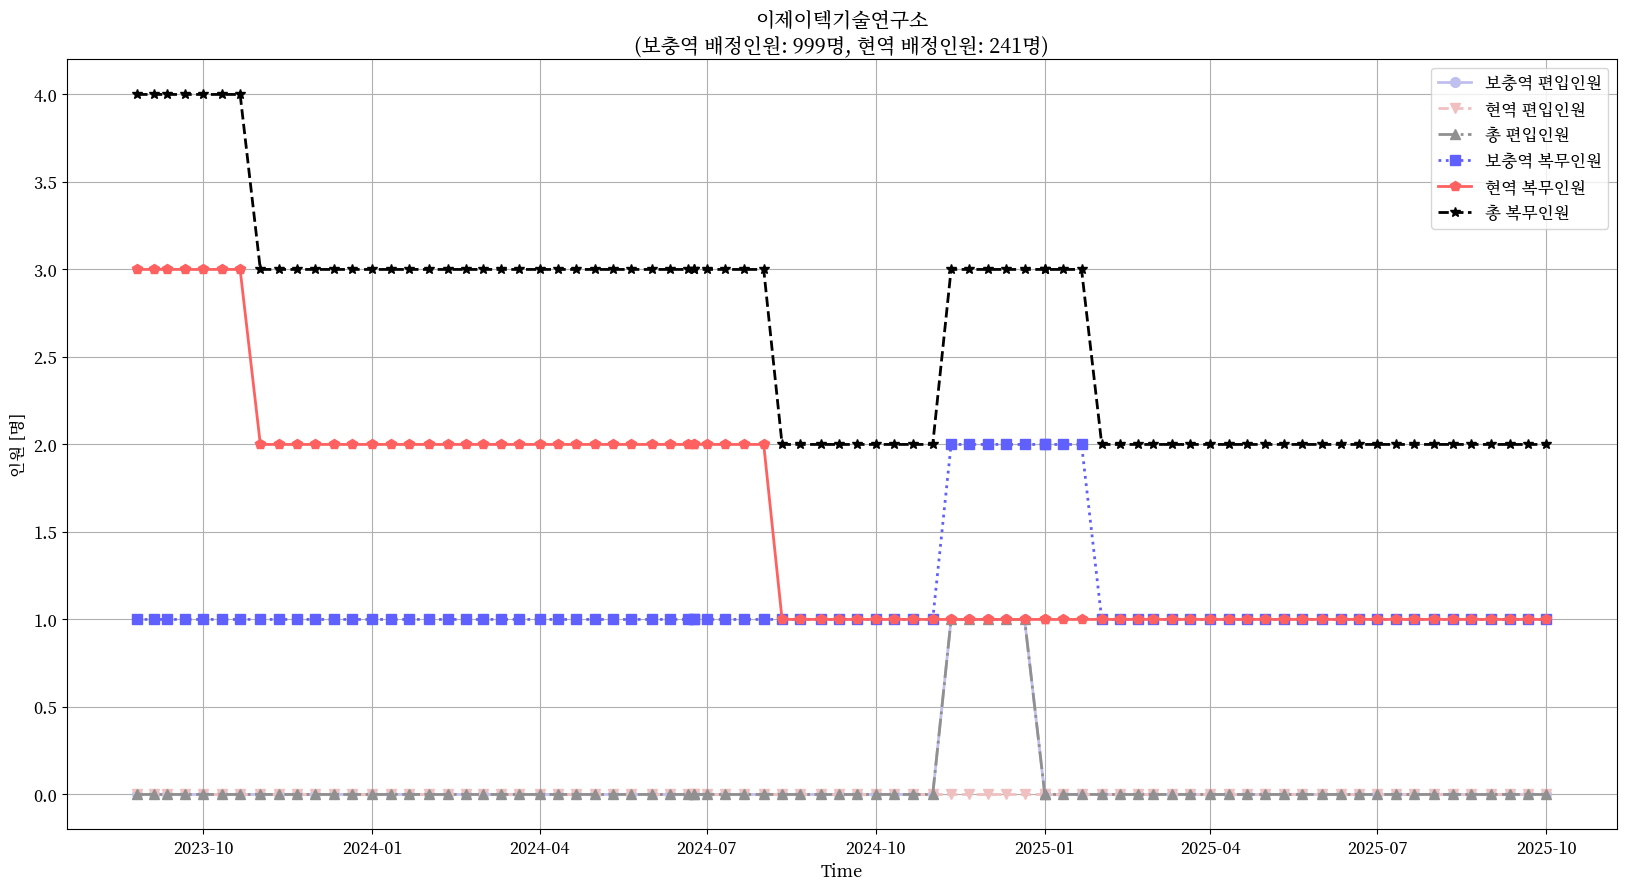 이제이텍기술연구소
(보충역 배정인원: 999명, 현역 배정인원: 241명)
보충역 편입인원
현역 편입인원
총 편입인원
보충역 복무인원
현역 복무인원
총 복무인원
인원 [명]
4.0
3.5
3.0
2.5
2.0
1.5
1.0
0.5
0.0
2023-10
2024-01
2024-04
2024-07
2024-10
2025-01
2025-04
2025-07
2025-10
Time